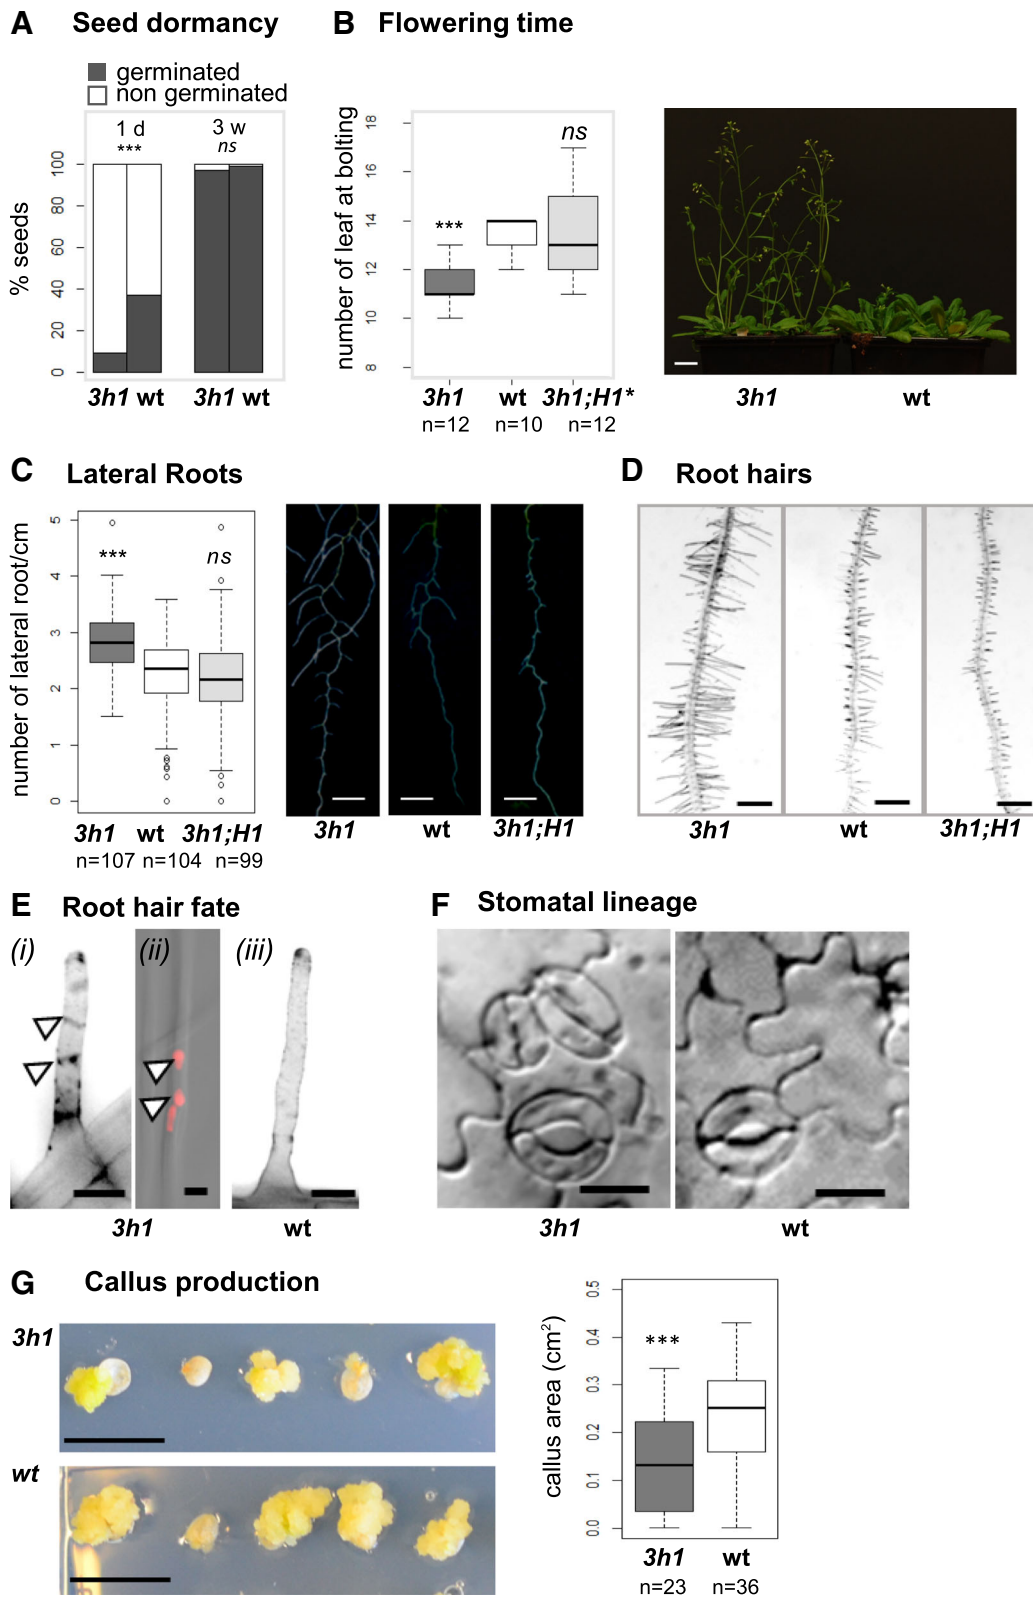 A Seed dormancy
germinated
non germinated
1 d 3 w
*** ns
% seeds
0 20 40 60 80 100
3h1 wt 3h1 wt
B Flowering time
number of leaf at bolting
8 10 12 14 16 18
*** ns
3h1 wt 3h1;H1*
n=12 n=10 n=12
3h1 wt
C Lateral Roots
number of lateral root/cm
0 1 2 3 4 5
*** ns
3h1 wt 3h1;H1
n=107 n=104 n=99
3h1 wt 3h1;H1
D Root hairs
3h1 wt 3h1;H1
E Root hair fate
(i) (ii) (iii)
3h1 wt
F Stomatal lineage
3h1 wt
G Callus production
3h1
wt
callus area (cm²)
0.0 0.1 0.2 0.3 0.4 0.5
***
3h1 wt
n=23 n=36